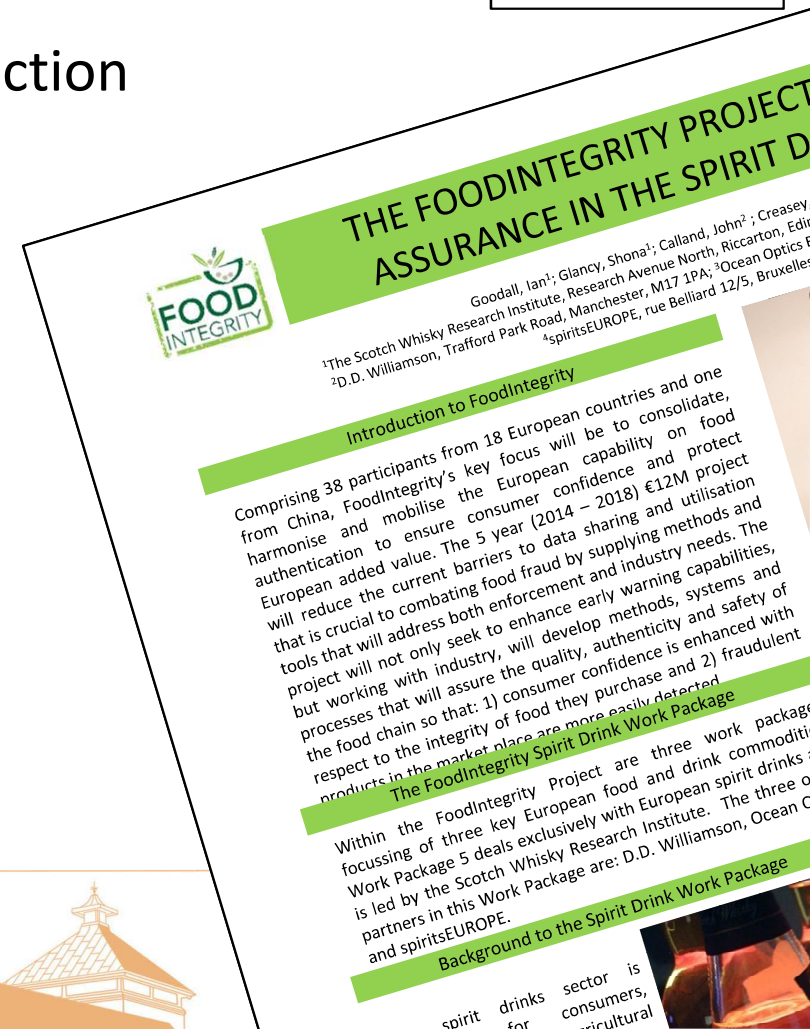 ction
THE FOODINTEGRITY PROJECT
ASSURANCE IN THE SPIRIT D
Goodall, Ian¹; Glancy, Shona¹; Calland, John² ; Creasey
¹The Scotch Whisky Research Institute, Research Avenue North, Riccarton, Edin
²D.D. Williamson, Trafford Park Road, Manchester, M17 1PA; ³Ocean Optics
⁴spiritsEUROPE, rue Belliard 12/5, Bruxelles
FOOD
INTEGRITY
Introduction to FoodIntegrity
Comprising 38 participants from 18 European countries and one
from China, FoodIntegrity's key focus will be to consolidate,
harmonise and mobilise the European capability on food
authentication to ensure consumer confidence and protect
European added value. The 5 year (2014 – 2018) €12M project
will reduce the current barriers to data sharing and utilisation
that is crucial to combating food fraud by supplying methods and
tools that will address both enforcement and industry needs. The
project will not only seek to enhance early warning capabilities,
but working with industry, will develop methods, systems and
processes that will assure the quality, authenticity and safety of
the food chain so that: 1) consumer confidence is enhanced with
respect to the integrity of food they purchase and 2) fraudulent
products in the market place are more easily detected.
The FoodIntegrity Spirit Drink Work Package
Within the FoodIntegrity Project are three work package
focussing of three key European food and drink commoditi
Work Package 5 deals exclusively with European spirit drinks a
is led by the Scotch Whisky Research Institute. The three o
partners in this Work Package are: D.D. Williamson, Ocean O
and spiritsEUROPE.
Background to the Spirit Drink Work Package
spirit drinks sector is
for consumers,
ricultural